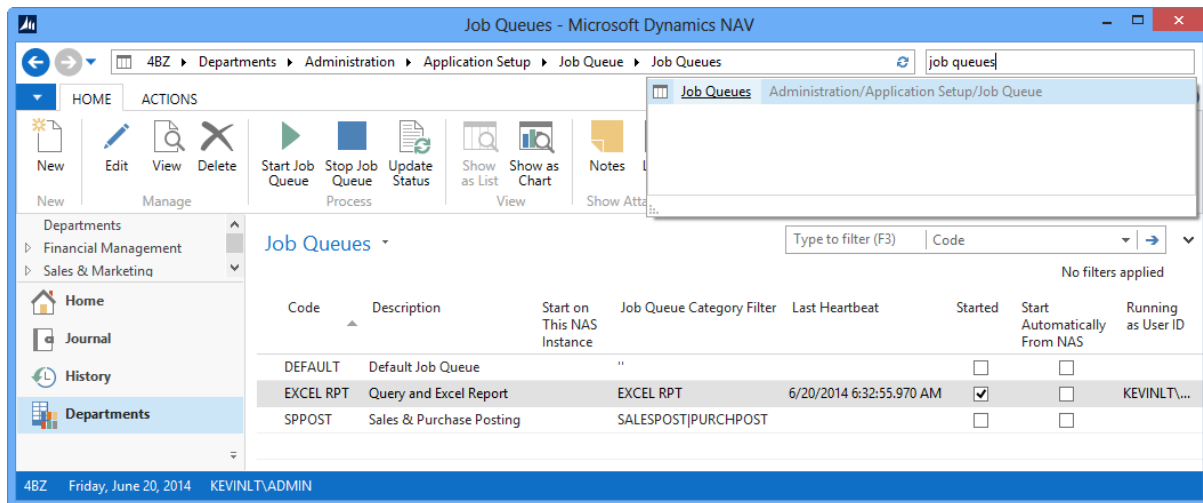 Job Queues - Microsoft Dynamics NAV
4BZ Departments Administration Application Setup Job Queue Job Queues
job queues
Job Queues Administration/Application Setup/Job Queue
HOME ACTIONS
New Edit View Delete Start Job Queue Stop Job Queue Update Status Show as List Show as Chart Notes
New Manage Process View Show Atta
Departments
Financial Management
Sales & Marketing
Home
Journal
History
Departments
Job Queues
Type to filter (F3) Code
No filters applied
Code Description Start on This NAS Instance Job Queue Category Filter Last Heartbeat Started Start Automatically From NAS Running as User ID
DEFAULT Default Job Queue ''
EXCEL RPT Query and Excel Report EXCEL RPT 6/20/2014 6:32:55.970 AM KEVINLT\...
SPPOST Sales & Purchase Posting SALESPOST|PURCHPOST
4BZ Friday, June 20, 2014 KEVINLT\ADMIN